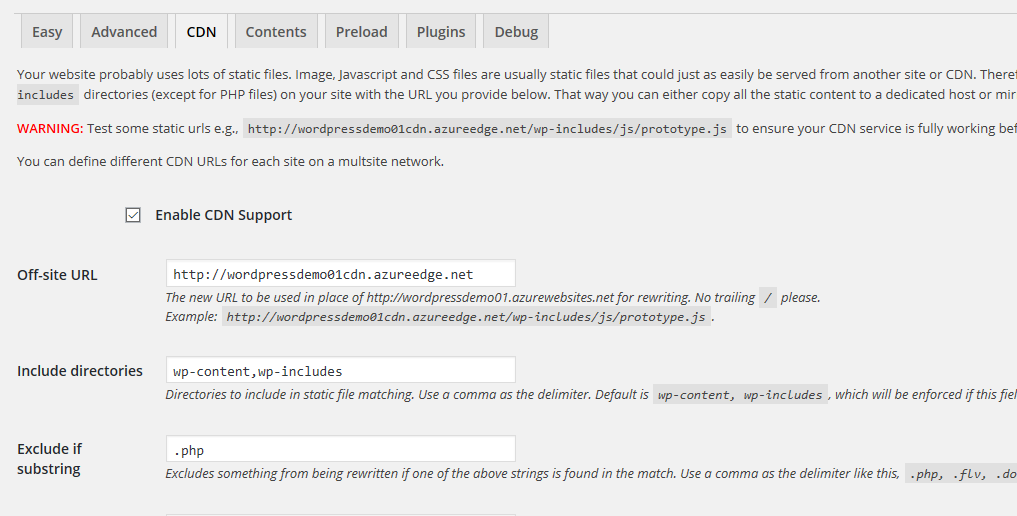 Easy Advanced CDN Contents Preload Plugins Debug
Your website probably uses lots of static files. Image, Javascript and CSS files are usually static files that could just as easily be served from another site or CDN. Theref
includes directories (except for PHP files) on your site with the URL you provide below. That way you can either copy all the static content to a dedicated host or mir
WARNING: Test some static urls e.g., http://wordpressdemo01cdn.azureedge.net/wp-includes/js/prototype.js to ensure your CDN service is fully working bef
You can define different CDN URLs for each site on a multsite network.
Enable CDN Support
Off-site URL
http://wordpressdemo01cdn.azureedge.net
The new URL to be used in place of http://wordpressdemo01.azurewebsites.net for rewriting. No trailing / please.
Example: http://wordpressdemo01cdn.azureedge.net/wp-includes/js/prototype.js .
Include directories
wp-content,wp-includes
Directories to include in static file matching. Use a comma as the delimiter. Default is wp-content, wp-includes , which will be enforced if this fiel
Exclude if
substring
.php
Excludes something from being rewritten if one of the above strings is found in the match. Use a comma as the delimiter like this, .php, .flv, .do